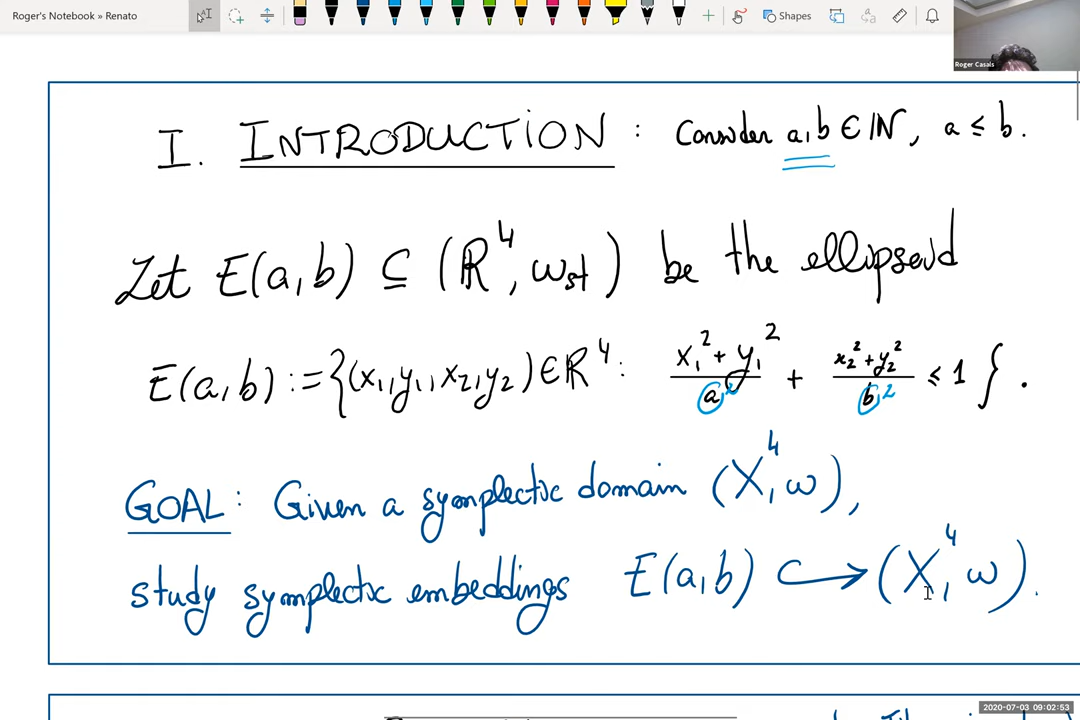 Roger's Notebook » Renato
Shapes
Roger Casals
I. INTRODUCTION : Consider a,b ∈ ℕ, a ≤ b.
Let E(a,b) ⊆ (ℝ⁴, ω_st) be the ellipsoid
E(a,b) := {(x₁,y₁,x₂,y₂) ∈ ℝ⁴ : (x₁²+y₁²)/a² + (x₂²+y₂²)/b² ≤ 1}.
GOAL: Given a symplectic domain (X⁴, ω),
study symplectic embeddings E(a,b) ↪ (X⁴, ω).
2020-07-03 09:02:53